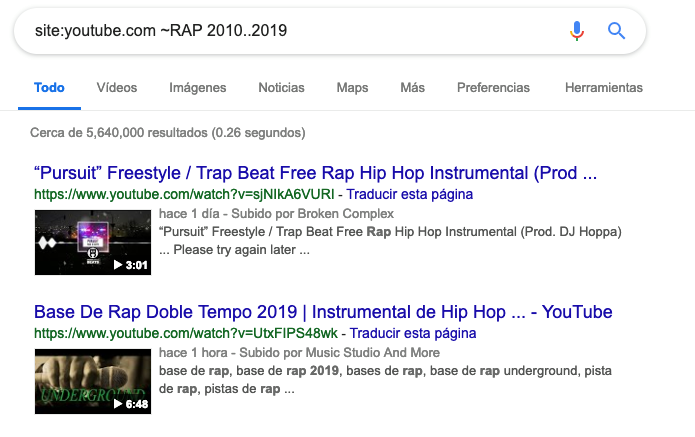 site:youtube.com ~RAP 2010..2019
Todo Vídeos Imágenes Noticias Maps Más Preferencias Herramientas
Cerca de 5,640,000 resultados (0.26 segundos)
“Pursuit” Freestyle / Trap Beat Free Rap Hip Hop Instrumental (Prod ...
https://www.youtube.com/watch?v=sjNIkA6VURI - Traducir esta página
hace 1 día - Subido por Broken Complex
“Pursuit” Freestyle / Trap Beat Free Rap Hip Hop Instrumental (Prod. DJ Hoppa)
... Please try again later ...
PURSUIT
BEATS
3:01
Base De Rap Doble Tempo 2019 | Instrumental de Hip Hop ... - YouTube
https://www.youtube.com/watch?v=UtxFIPS48wk - Traducir esta página
hace 1 hora - Subido por Music Studio And More
base de rap, base de rap 2019, bases de rap, base de rap underground, pista
de rap, pistas de rap ...
UNDERGROUND
6:48